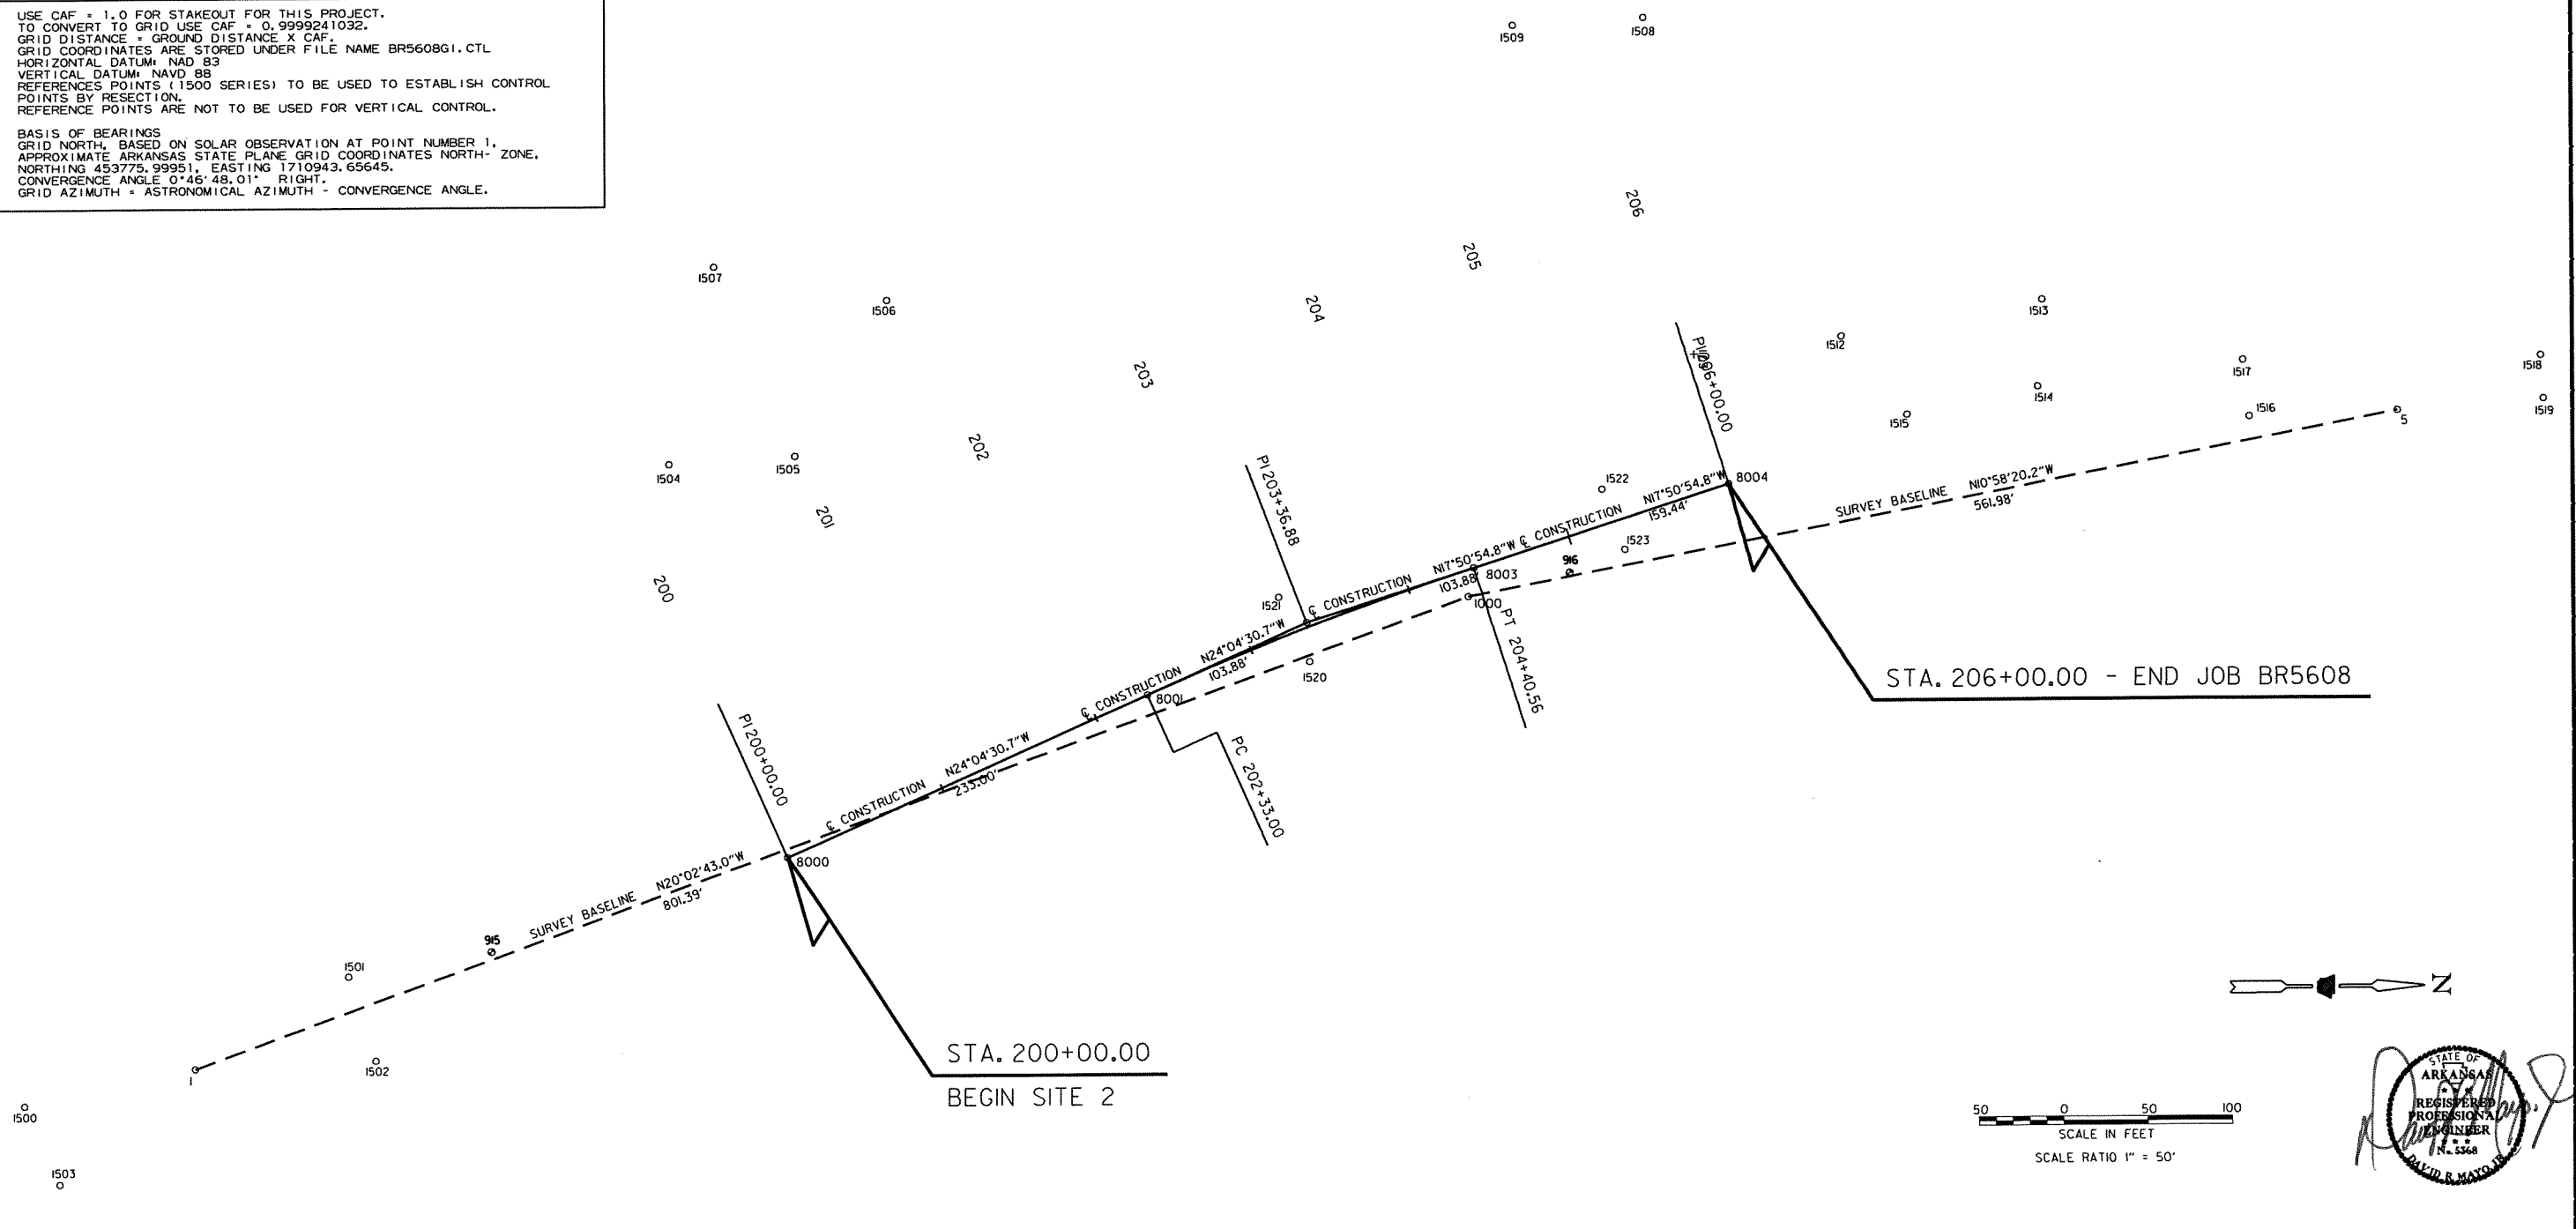 USE CAF = 1.0 FOR STAKEOUT FOR THIS PROJECT.
TO CONVERT TO GRID USE CAF = 0.9999241032.
GRID DISTANCE = GROUND DISTANCE X CAF.
GRID COORDINATES ARE STORED UNDER FILE NAME BR5608G1.CTL
HORIZONTAL DATUM: NAD 83
VERTICAL DATUM: NAVD 88
REFERENCES POINTS (1500 SERIES) TO BE USED TO ESTABLISH CONTROL
POINTS BY RESECTION.
REFERENCE POINTS ARE NOT TO BE USED FOR VERTICAL CONTROL.
BASIS OF BEARINGS
GRID NORTH, BASED ON SOLAR OBSERVATION AT POINT NUMBER 1,
APPROXIMATE ARKANSAS STATE PLANE GRID COORDINATES NORTH- ZONE,
NORTHING 453775.99951, EASTING 1710943.65645.
CONVERGENCE ANGLE 0°46'48.01" RIGHT.
GRID AZIMUTH = ASTRONOMICAL AZIMUTH - CONVERGENCE ANGLE.
1509
1508
206
205
204
203
202
201
200
1507
1506
1504
1505
1513
1512
1517
1518
1514
1516
1519
1515
5
PI 206+00.00
8004
1522
1523
916
SURVEY BASELINE N10°58'20.2"W
561.98'
℄ CONSTRUCTION N17°50'54.8"W
159.44'
℄ CONSTRUCTION N17°50'54.8"W
103.88'
8003
1000
PI 203+36.88
1521
1520
PT 204+40.56
℄ CONSTRUCTION N24°04'30.7"W
103.88'
8001
PC 202+33.00
℄ CONSTRUCTION N24°04'30.7"W
233.00'
PI 200+00.00
8000
SURVEY BASELINE N20°02'43.0"W
801.39'
915
1501
1502
1
1500
1503
STA. 206+00.00 - END JOB BR5608
STA. 200+00.00
BEGIN SITE 2
N
50 0 50 100
SCALE IN FEET
SCALE RATIO 1" = 50'
STATE OF
ARKANSAS
REGISTERED
PROFESSIONAL
ENGINEER
No. 5368
DAVID R. MAYO, JR.